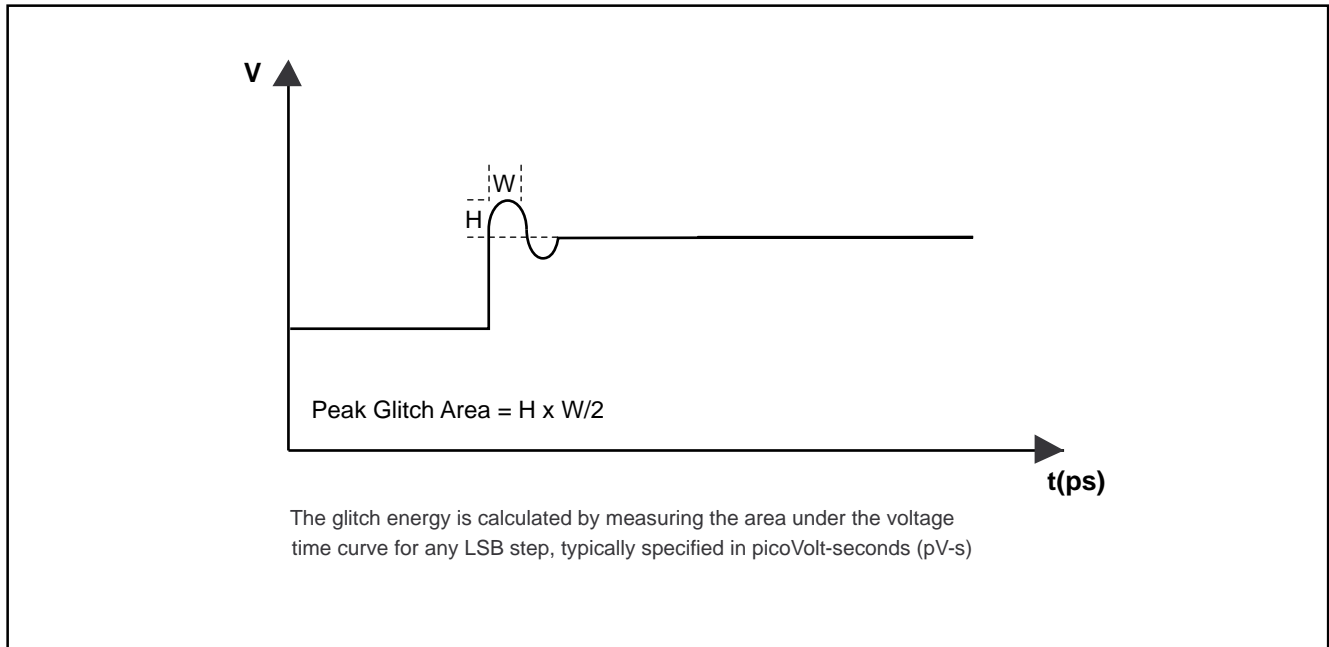 V
W
H
Peak Glitch Area = H x W/2
t(ps)
The glitch energy is calculated by measuring the area under the voltage
time curve for any LSB step, typically specified in picoVolt-seconds (pV-s)